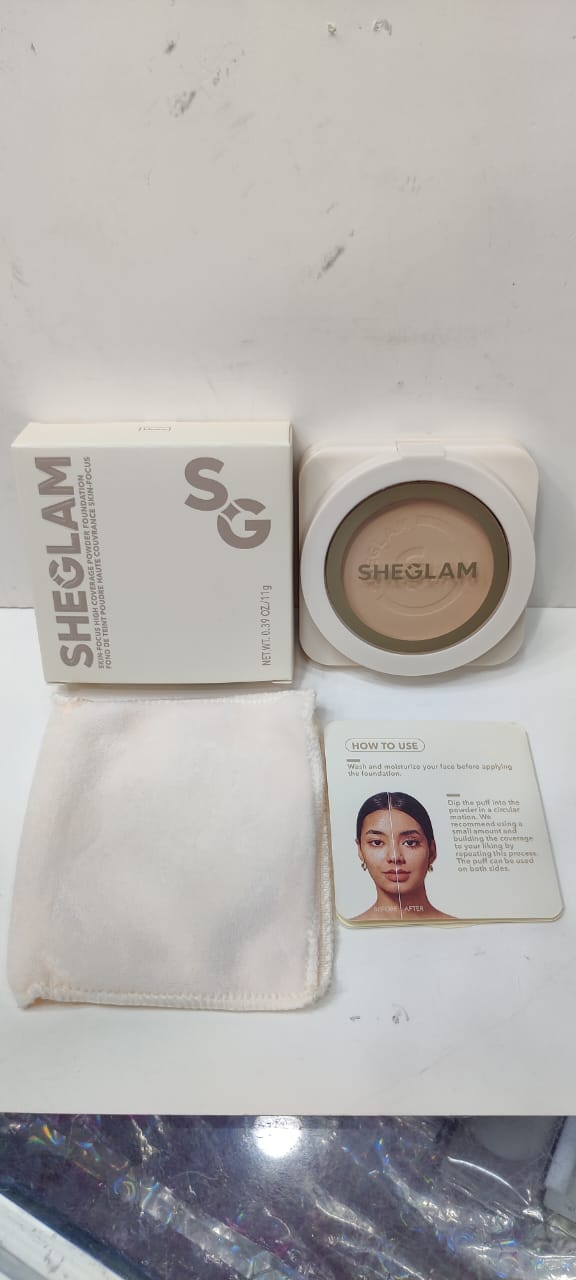 SHEGLAM
SKIN-FOCUS HIGH COVERAGE POWDER FOUNDATION
FOND DE TEINT POUDRE HAUTE COUVRANCE SKIN-FOCUS
SG
NET WT. 0.39 OZ./11g
SHEGLAM
HOW TO USE
Wash and moisturize your face before applying
the foundation.
Dip the puff into the
powder in a circular
motion. We
recommend using a
small amount and
building the coverage
to your liking by
repeating this process.
The puff can be used
on both sides.
BEFORE AFTER